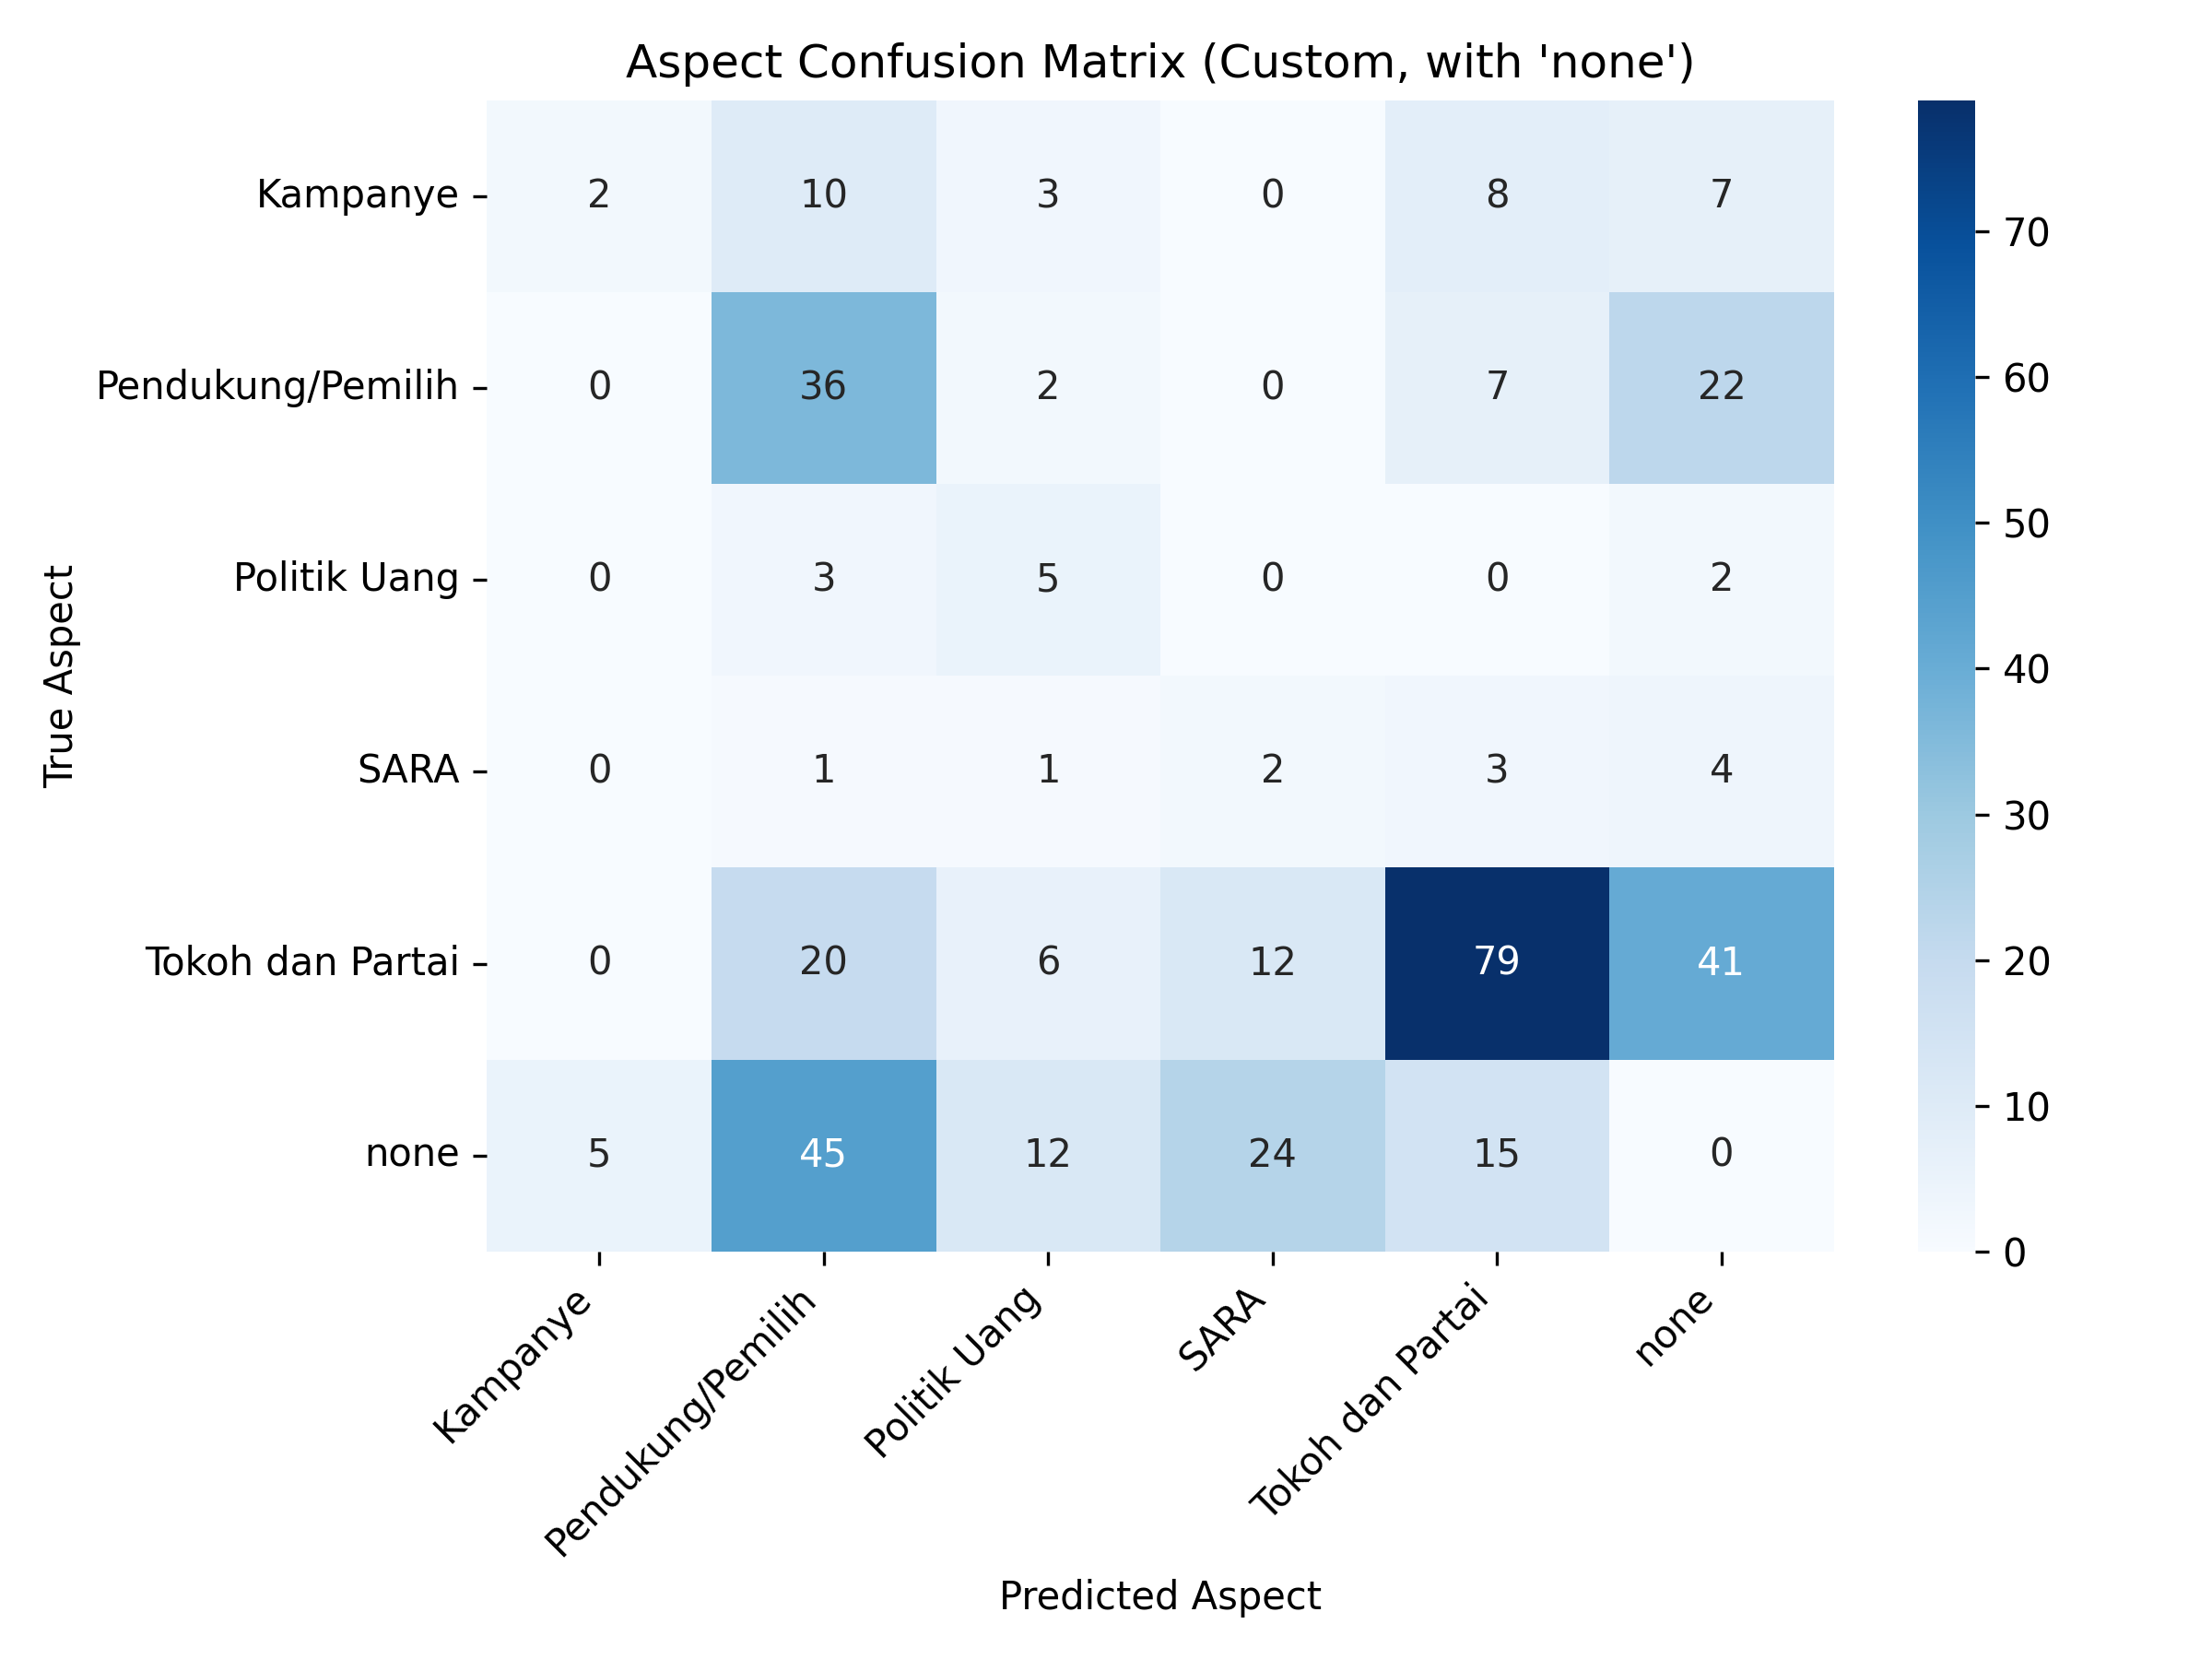 Aspect Confusion Matrix (Custom, with 'none')
True Aspect
Kampanye 2 10 3 0 8 7
Pendukung/Pemilih 0 36 2 0 7 22
Politik Uang 0 3 5 0 0 2
SARA 0 1 1 2 3 4
Tokoh dan Partai 0 20 6 12 79 41
none 5 45 12 24 15 0
Kampanye Pendukung/Pemilih Politik Uang SARA Tokoh dan Partai none
Predicted Aspect
70
60
50
40
30
20
10
0